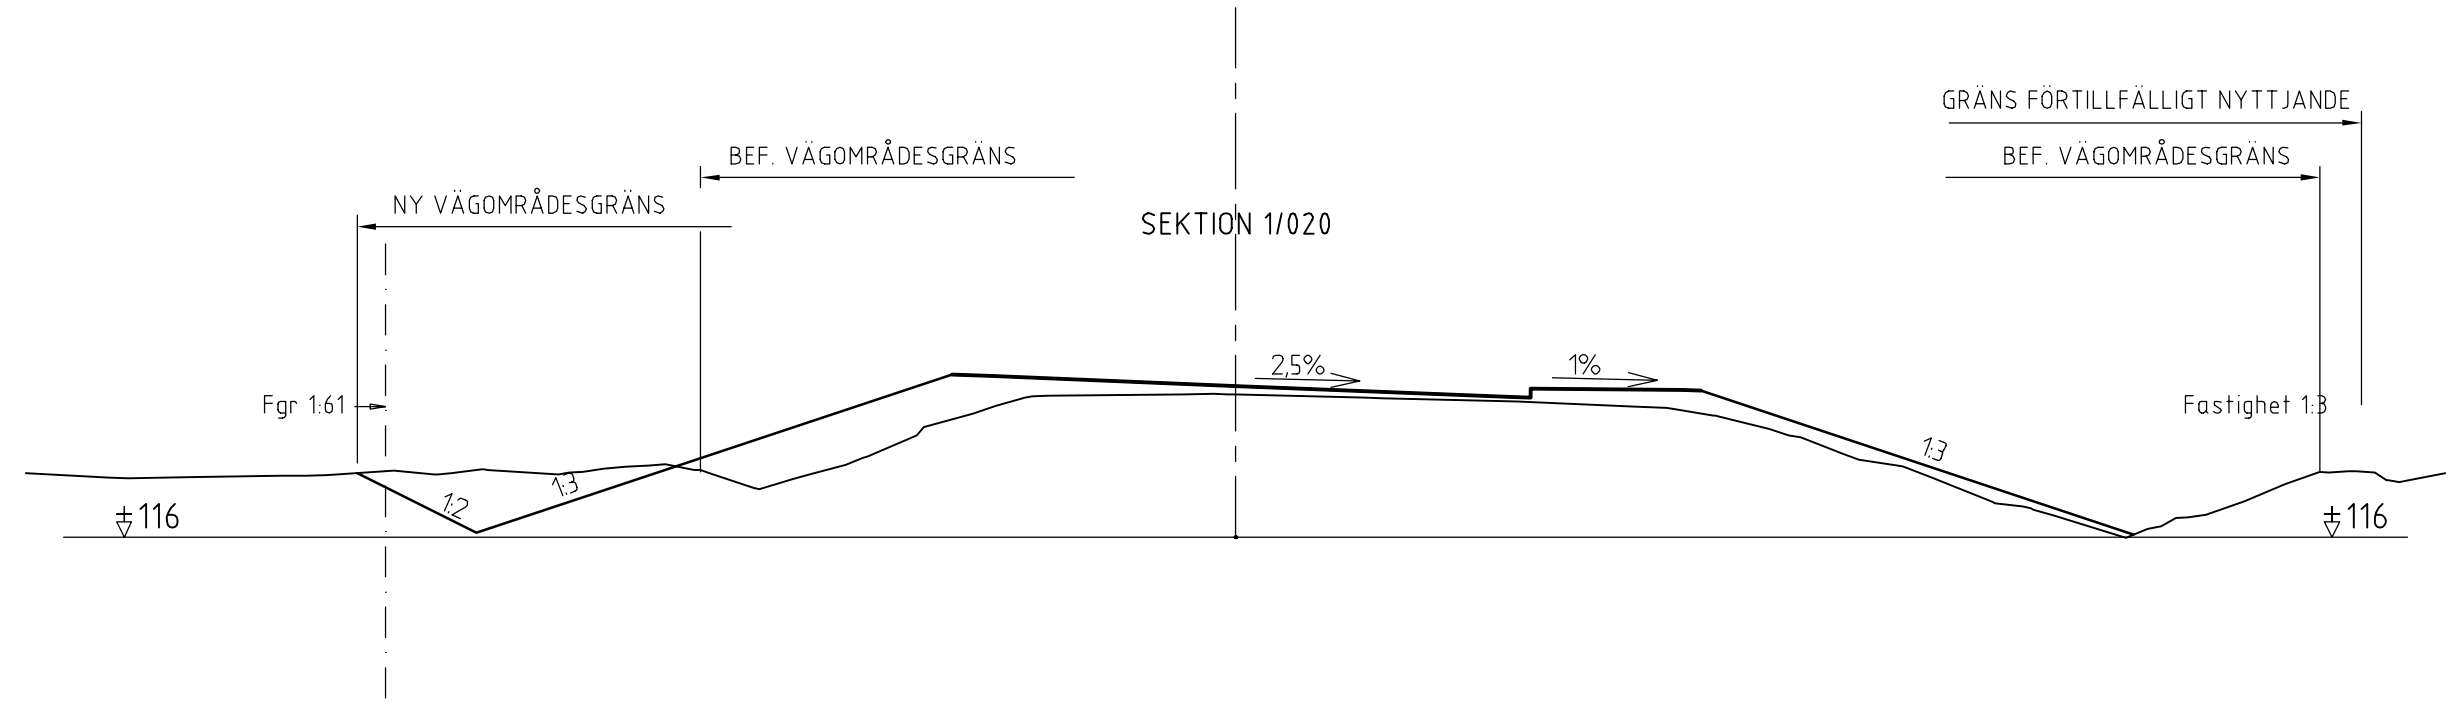 GRÄNS FÖRTILLFÄLLIGT NYTTJANDE
BEF. VÄGOMRÅDESGRÄNS
BEF. VÄGOMRÅDESGRÄNS
NY VÄGOMRÅDESGRÄNS
SEKTION 1/020
2,5%
1%
Fgr 1:61
Fastighet 1:3
1:3
1:3
1:2
±116
±116